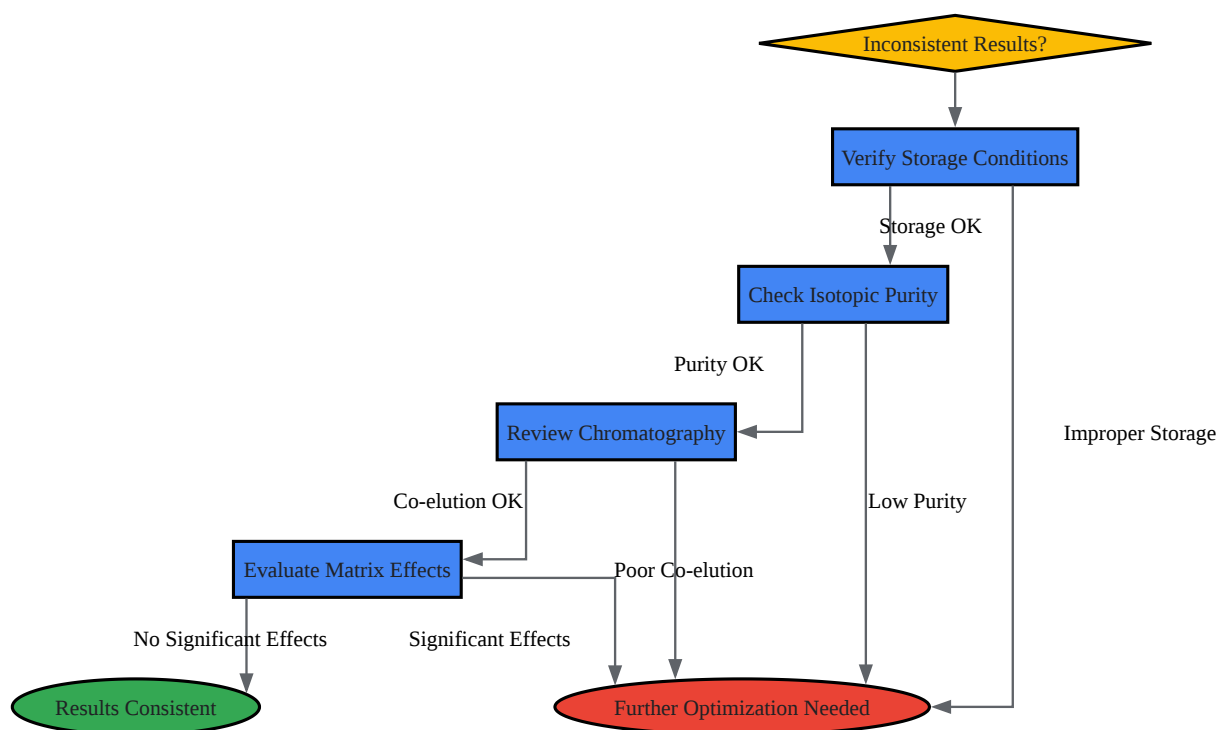 Inconsistent Results?
Verify Storage Conditions
Storage OK
Check Isotopic Purity
Purity OK
Review Chromatography
Improper Storage
Co-elution OK
Low Purity
Evaluate Matrix Effects
Poor Co-elution
No Significant Effects
Significant Effects
Results Consistent
Further Optimization Needed